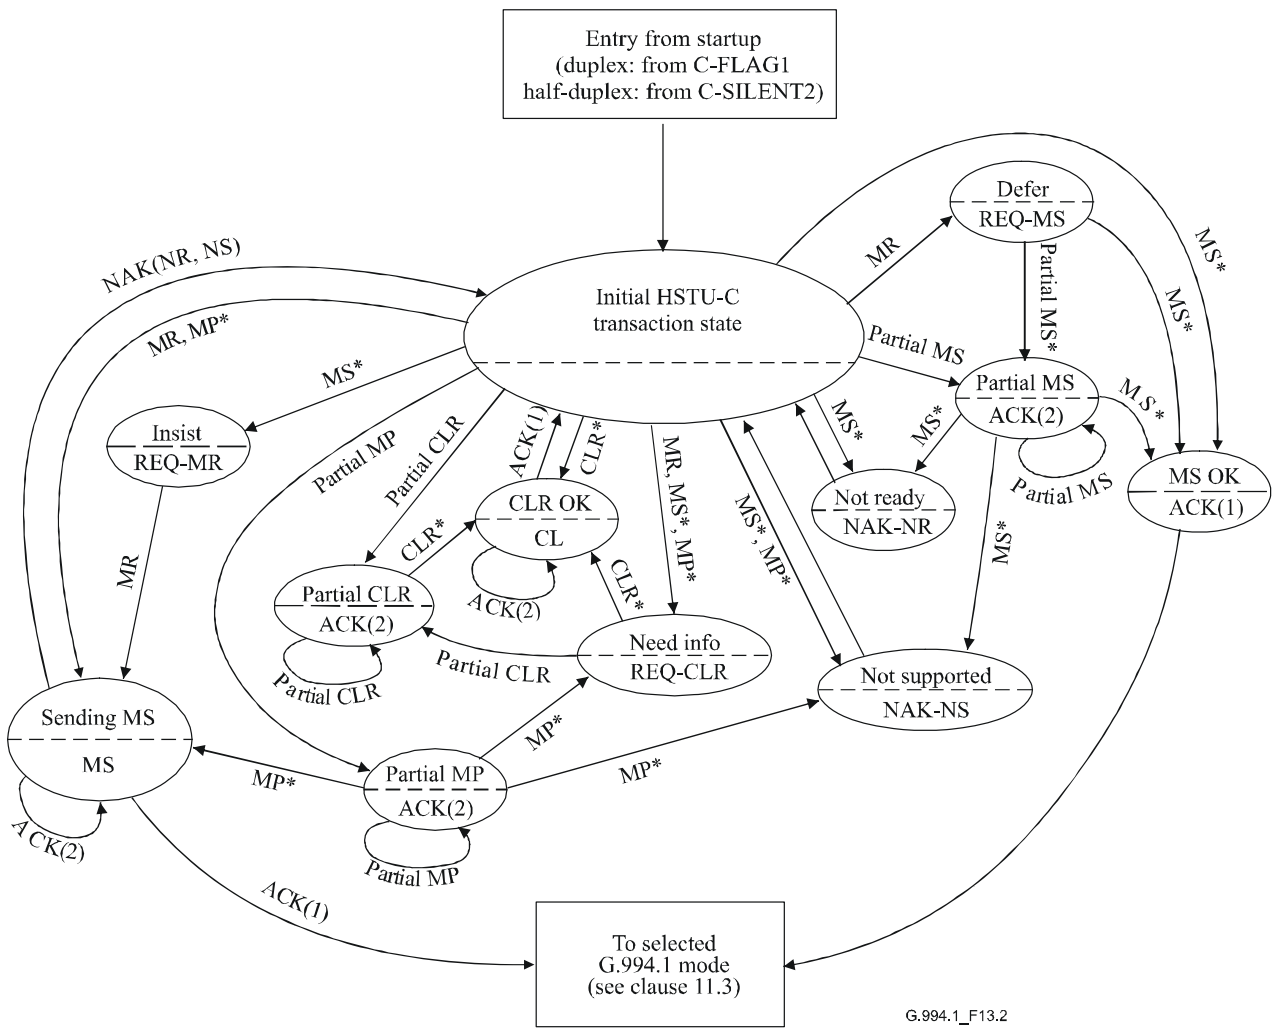 Entry from startup
(duplex: from C-FLAG1
half-duplex: from C-SILENT2)
Defer
REQ-MS
MS*
NAK(NR, NS)
MR
Partial MS*
MS*
Initial HSTU-C
transaction state
MR, MP*
Partial MS
MS*
Partial MS
ACK(2)
MS*
Insist
REQ-MR
Partial MP
Partial CLR
ACK(1)
CLR*
MR, MS*, MP*
MS*
MS*
Partial MS
MS OK
ACK(1)
CLR OK
CL
Not ready
NAK-NR
MS*, MP*
MS*
MR
CLR*
ACK(2)
CLR*
Partial CLR
ACK(2)
Partial CLR
Partial CLR
Need info
REQ-CLR
Not supported
NAK-NS
Sending MS
MS
MP*
MP*
MP*
Partial MP
ACK(2)
ACK(2)
Partial MP
ACK(1)
To selected
G.994.1 mode
(see clause 11.3)
G.994.1_F13.2